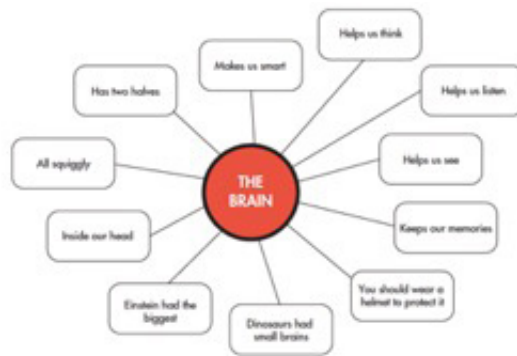 Helps us think
Makes us smart
Has two halves
Helps us listen
All squiggly
THE
BRAIN
Helps us see
Inside our head
Keeps our memories
Einstein had the
biggest
Dinosaurs had
small brains
You should wear a
helmet to protect it